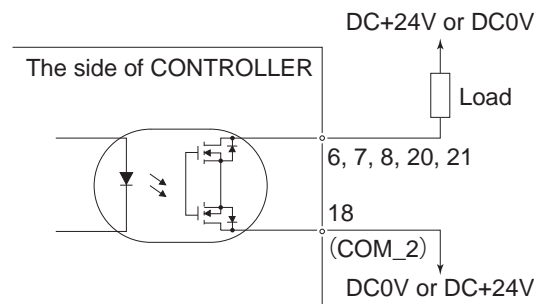 DC+24V or DC0V
The side of CONTROLLER
Load
6, 7, 8, 20, 21
18
(COM_2)
DC0V or DC+24V